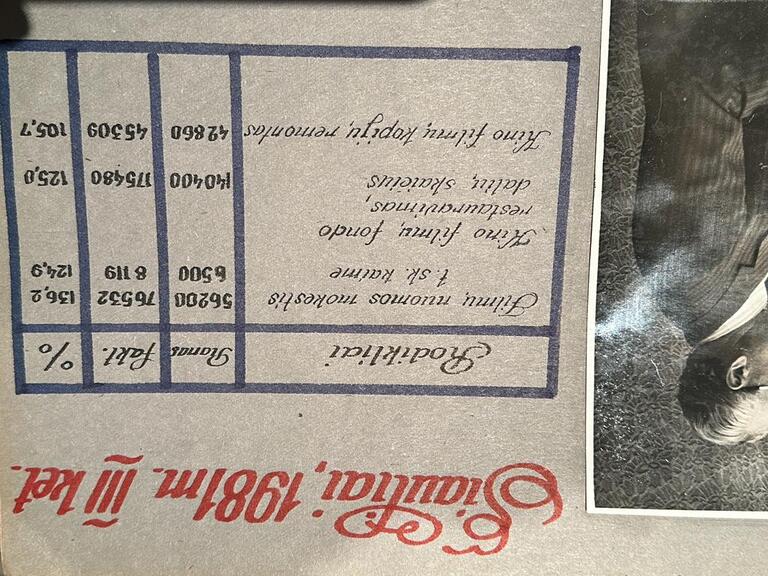 Šiauliai, 1981 m. III ket.
Rodikliai Planas fakt. %
Filmų nuomos mokestis 56200 76532 136,2
t. sk. kaime 6500 8119 124,9
Kino filmų fondo
restauravimas,
dalių skaičius 140400 175480 125,0
Kino filmų kopijų remontas 42860 45309 105,7